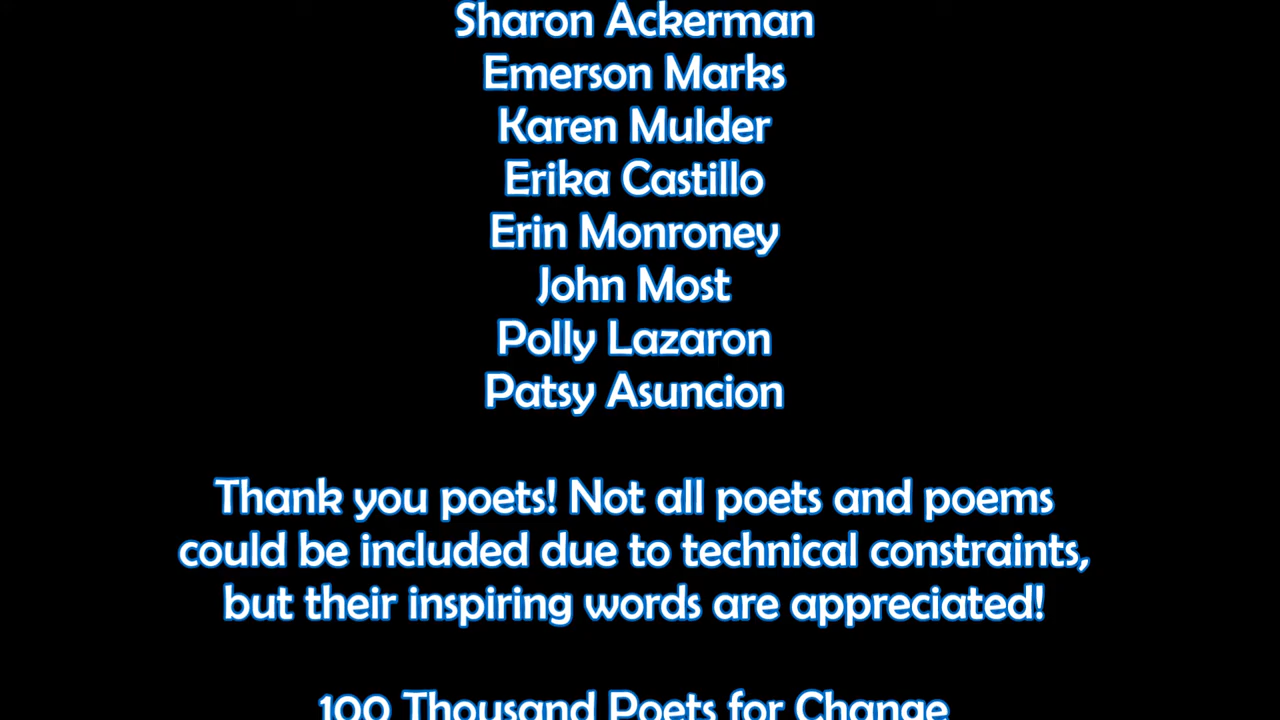 Sharon Ackerman
Emerson Marks
Karen Mulder
Erika Castillo
Erin Monroney
John Most
Polly Lazaron
Patsy Asuncion
Thank you poets! Not all poets and poems
could be included due to technical constraints,
but their inspiring words are appreciated!
100 Thousand Poets for Change